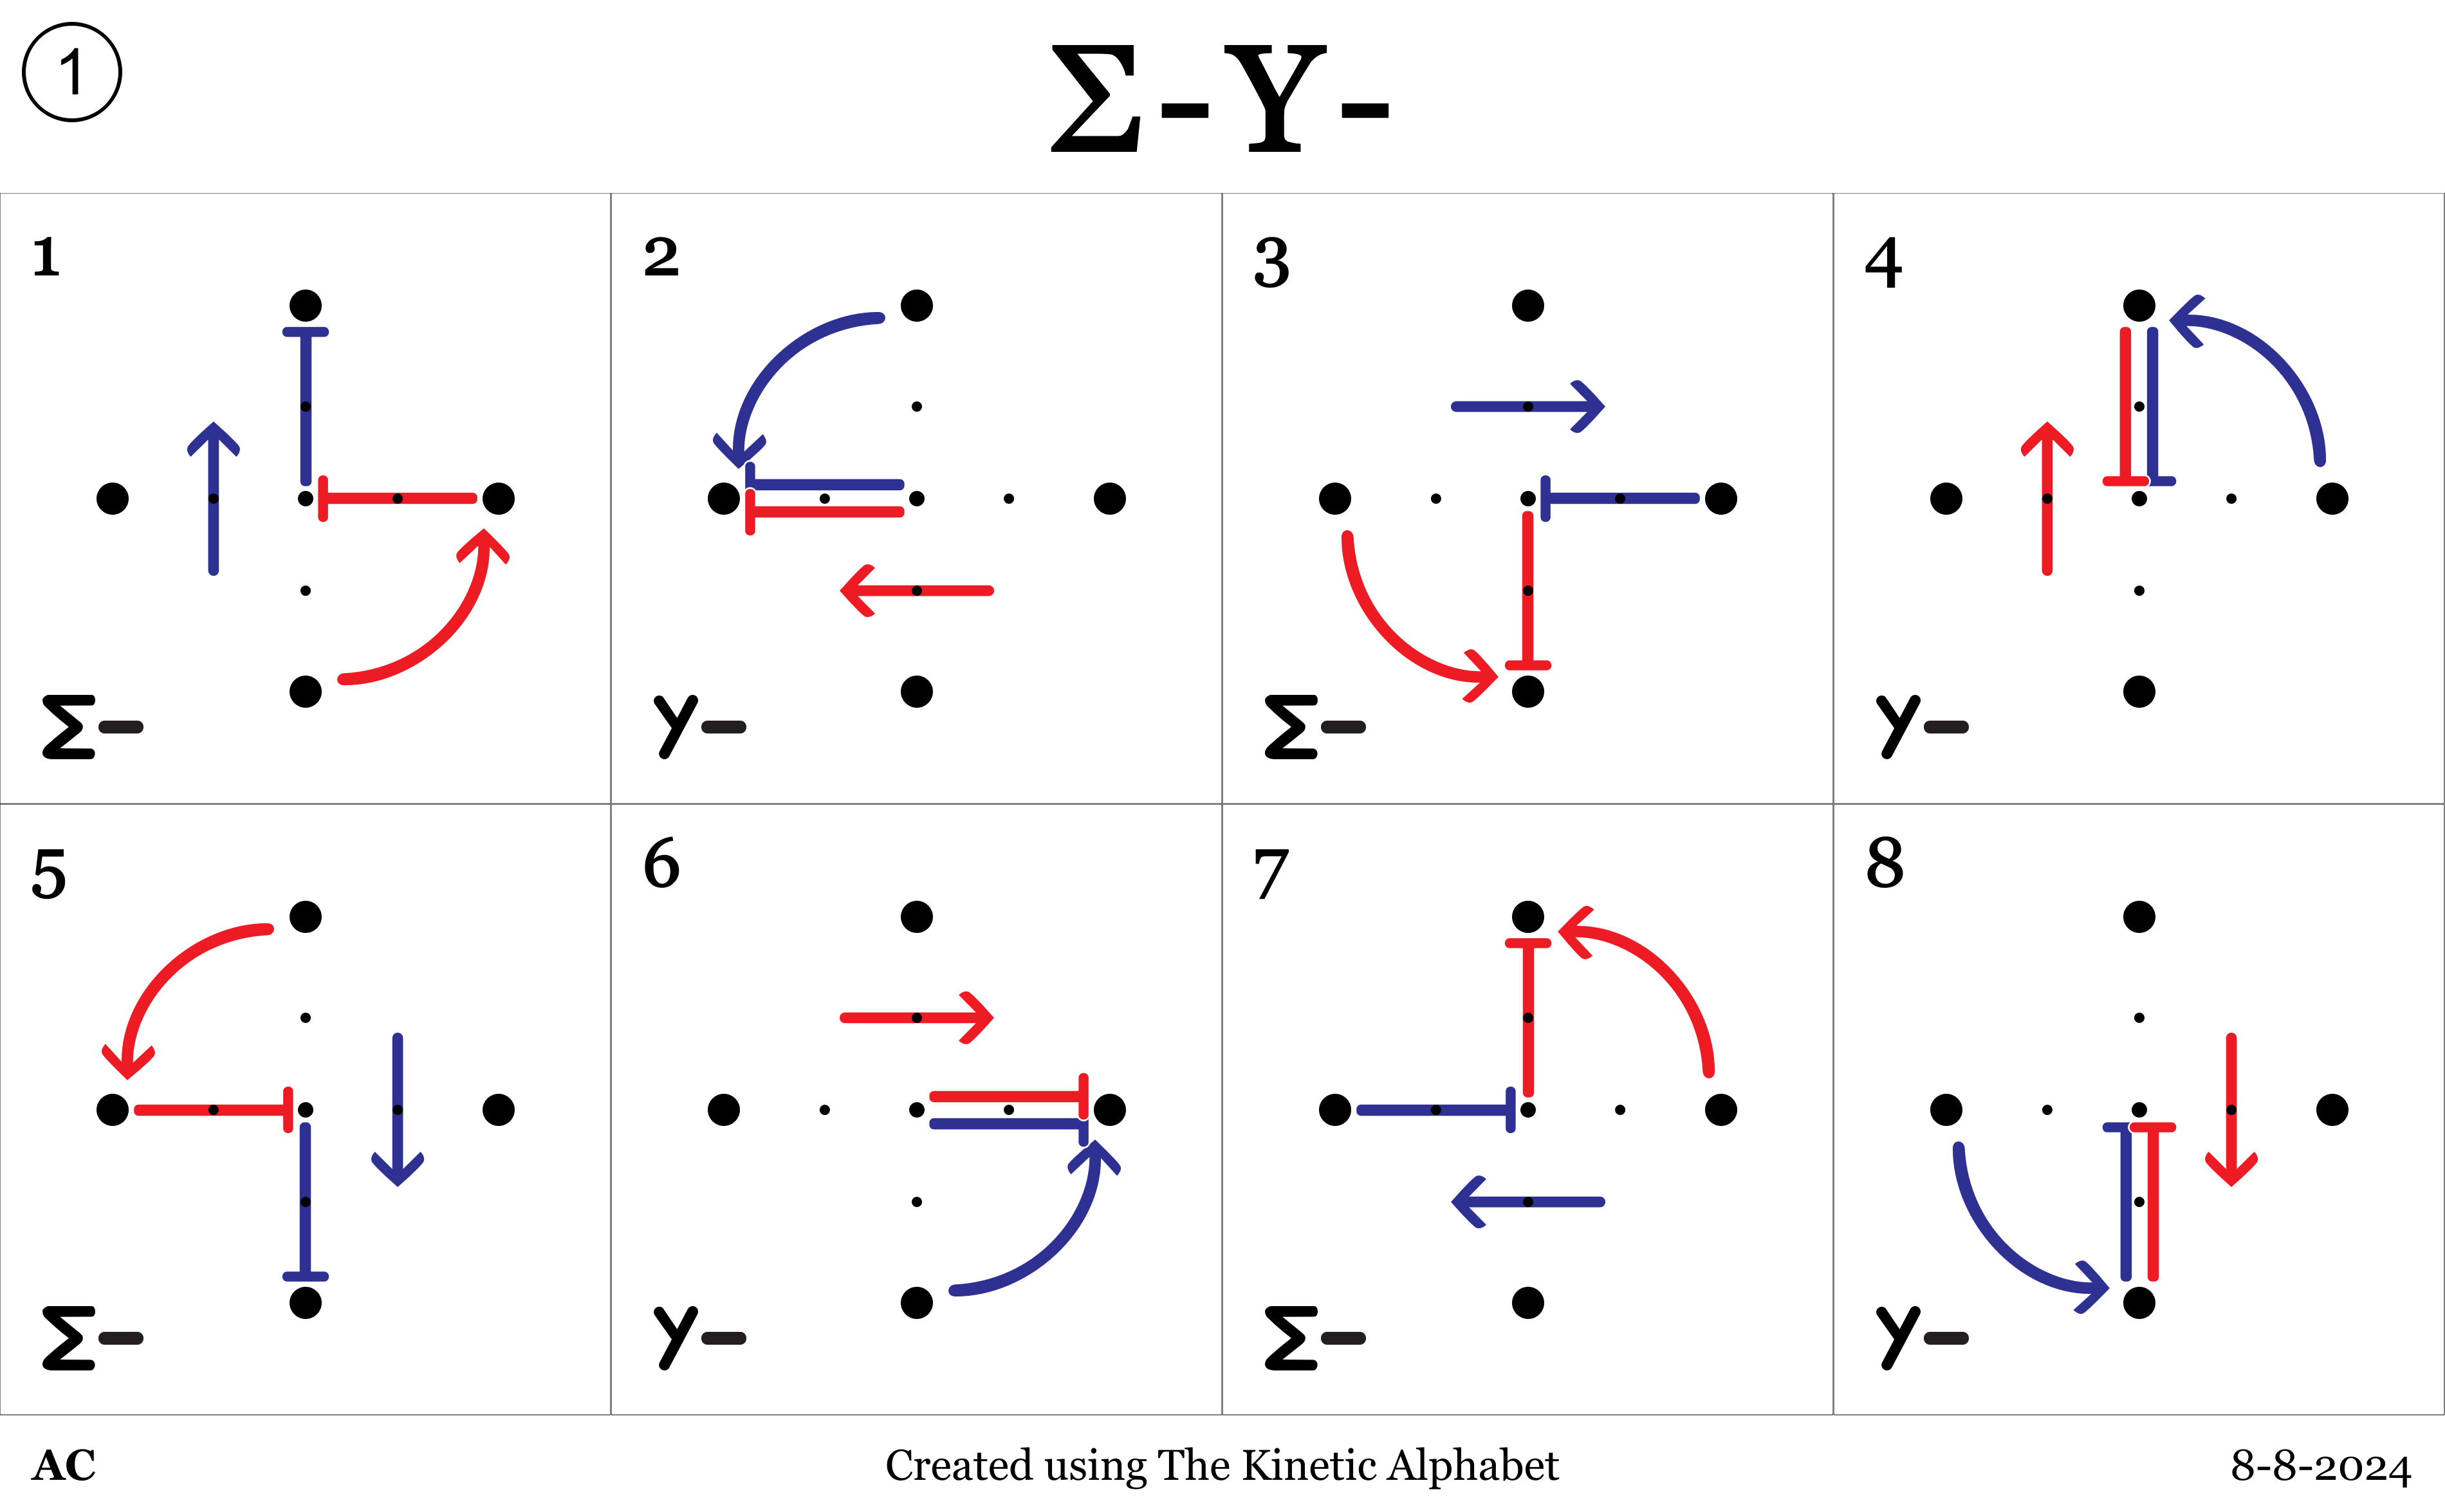 1
Σ-Y-
1
2
3
4
Σ-
Y-
Σ-
Y-
5
6
7
8
Σ-
Y-
Σ-
Y-
AC
Created using The Kinetic Alphabet
8-8-2024